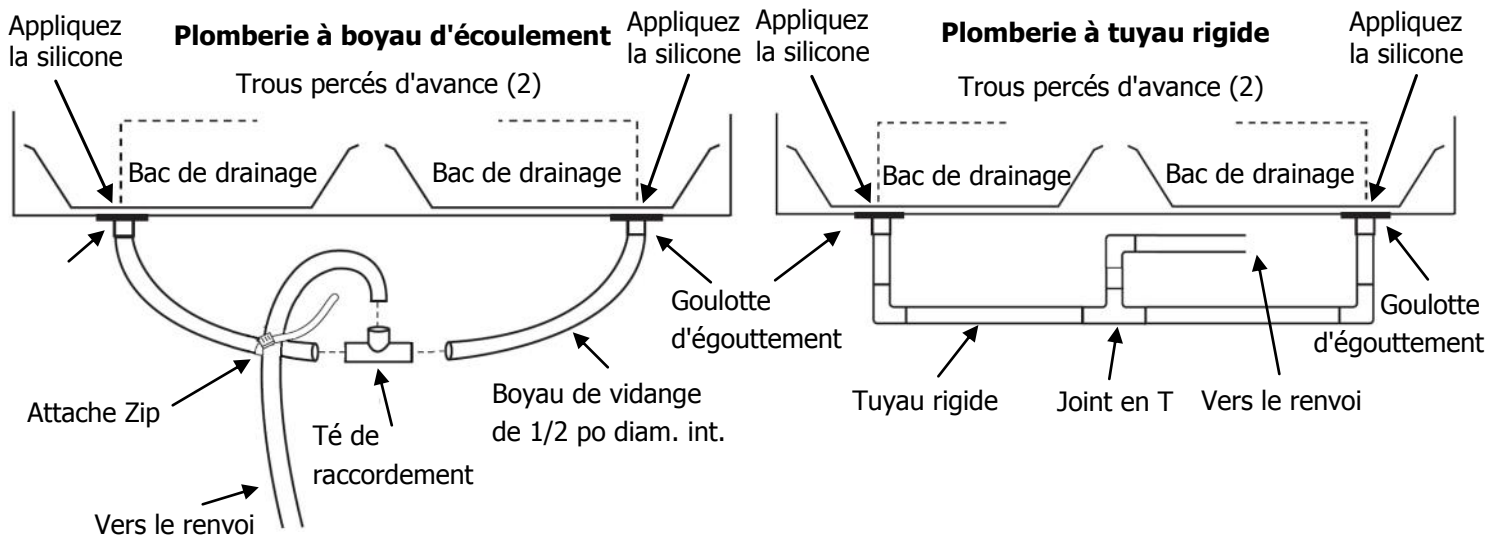 Appliquez
la silicone
Plomberie à boyau d'écoulement
Trous percés d'avance (2)
Appliquez
la silicone
Bac de drainage
Bac de drainage
Attache Zip
Vers le renvoi
Té de
raccordement
Boyau de vidange
de 1/2 po diam. int.
Goulotte
d'égouttement
Appliquez
la silicone
Plomberie à tuyau rigide
Trous percés d'avance (2)
Appliquez
la silicone
Bac de drainage
Bac de drainage
Tuyau rigide
Joint en T
Vers le renvoi
Goulotte
d'égouttement